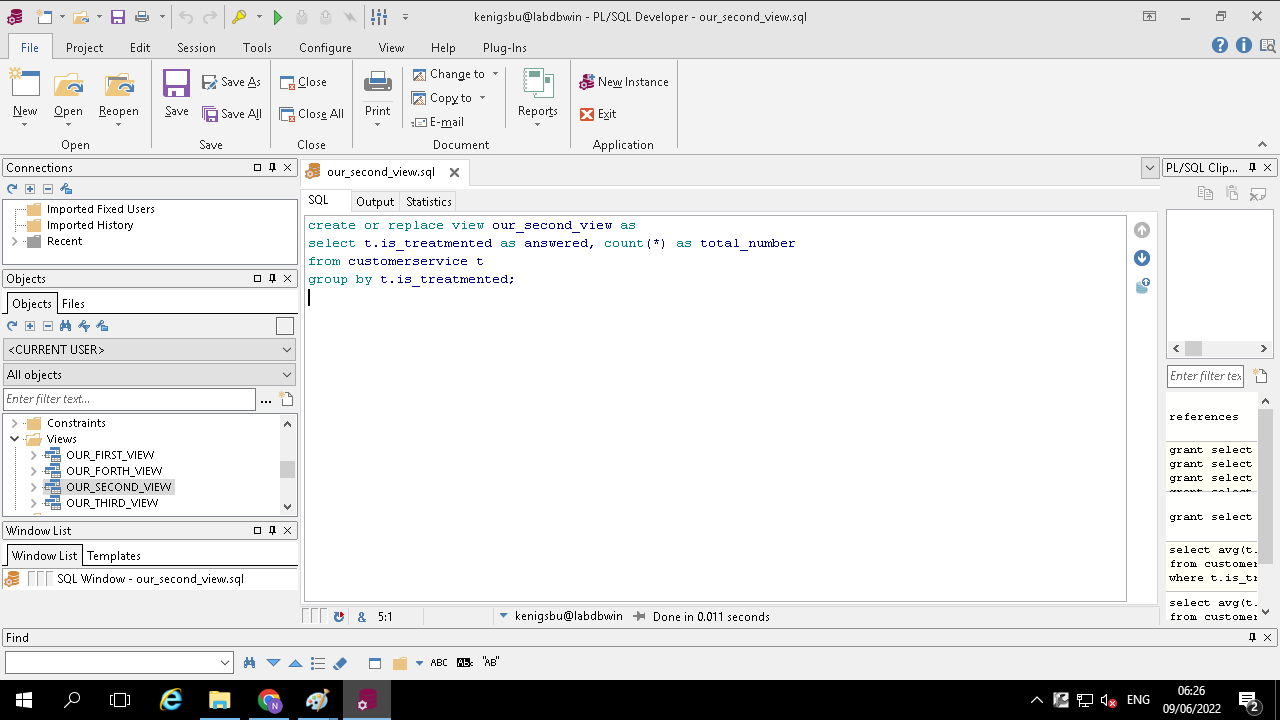 kenigsbu@labdbwin - PL/SQL Developer - our_second_view.sql
File Project Edit Session Tools Configure View Help Plug-Ins
New Open Reopen Save Save As Save All Close Close All Print Change to Copy to E-mail Reports New Instance Exit
Open Save Close Document Application
Connections
Imported Fixed Users
Imported History
Recent
Objects
Objects Files
<CURRENT USER>
All objects
Enter filter text...
...
Constraints
Views
OUR_FIRST_VIEW
OUR_FORTH_VIEW
OUR_SECOND_VIEW
OUR_THIRD_VIEW
Window List
Window List Templates
SQL Window - our_second_view.sql
our_second_view.sql
SQL Output Statistics
create or replace view our_second_view as
select t.is_treatmented as answered, count(*) as total_number
from customerservice t
group by t.is_treatmented;
& 5:1 kenigsbu@labdbwin Done in 0.011 seconds
PL/SQL Clip...
Enter filter tex
references
grant select
grant select
grant select
grant select
grant select
select avg(t.
from customer
where t.is_tr
select avg(t.
from customer
Find
ABC AB "AB"
ENG
06:26
09/06/2022
2